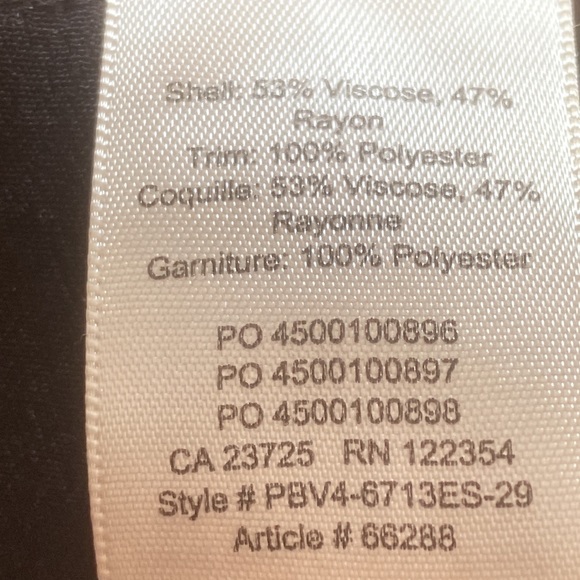 Shell: 53% Viscose, 47%
Rayon
Trim: 100% Polyester
Coquille: 53% Viscose, 47%
Rayonne
Garniture: 100% Polyester
PO 4500100896
PO 4500100897
PO 4500100898
CA 23725 RN 122354
Style # PBV4-6713ES-29
Article # 66288